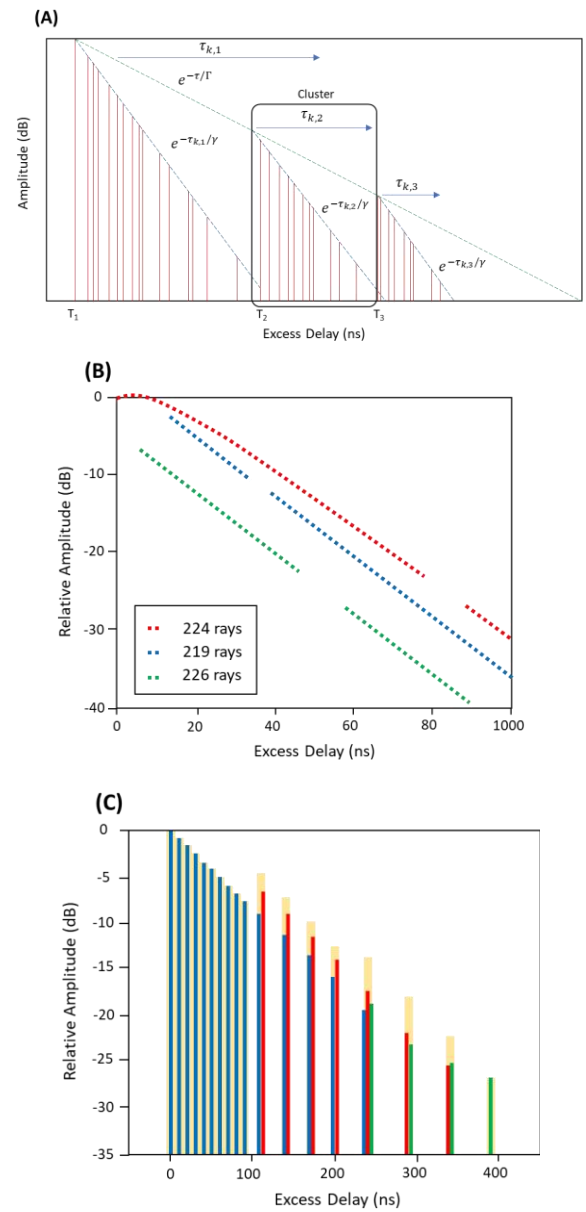 (A)
τk,1
e−τ/Γ
Cluster
τk,2
e−τk,1/γ
τk,3
e−τk,2/γ
e−τk,3/γ
Amplitude (dB)
T1 T2 T3
Excess Delay (ns)
(B)
0
-10
-20
-30
-40
Relative Amplitude (dB)
224 rays
219 rays
226 rays
0 20 40 60 80 1000
Excess Delay (ns)
(C)
0
-5
-10
-15
-20
-25
-30
-35
Relative Amplitude (dB)
0 100 200 300 400
Excess Delay (ns)